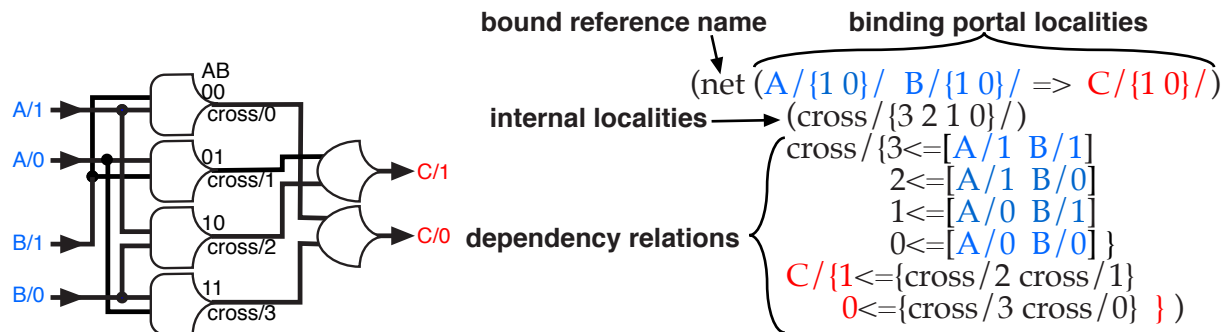 AB
00
cross/0
A/1
A/0
01
cross/1
C/1
B/1
10
cross/2
C/0
B/0
11
cross/3
bound reference name
binding portal localities
(net (A/{1 0}/ B/{1 0}/ => C/{1 0}/)
internal localities
(cross/{3 2 1 0}/)
dependency relations
cross/{3<=[A/1 B/1]
2<=[A/1 B/0]
1<=[A/0 B/1]
0<=[A/0 B/0] }
C/{1<={cross/2 cross/1}
0<={cross/3 cross/0} } )